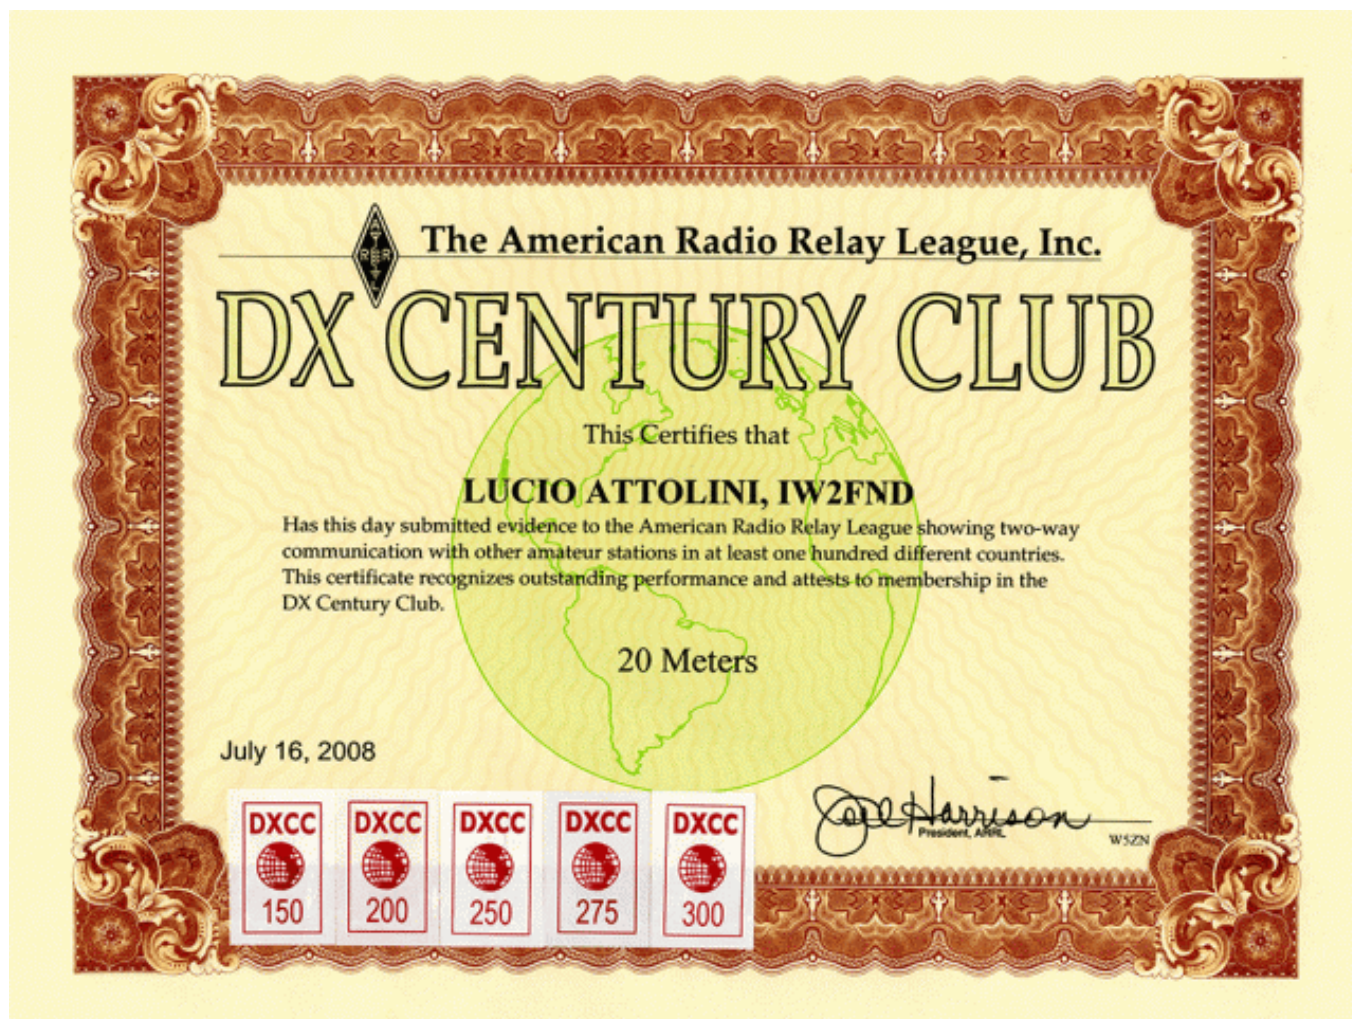 The American Radio Relay League, Inc.
DX CENTURY CLUB
This Certifies that
LUCIO ATTOLINI, IW2FND
Has this day submitted evidence to the American Radio Relay League showing two-way
communication with other amateur stations in at least one hundred different countries.
This certificate recognizes outstanding performance and attests to membership in the
DX Century Club.
20 Meters
July 16, 2008
Joel Harrison
President, ARRL
W5ZN
DXCC DXCC DXCC DXCC DXCC
150 200 250 275 300